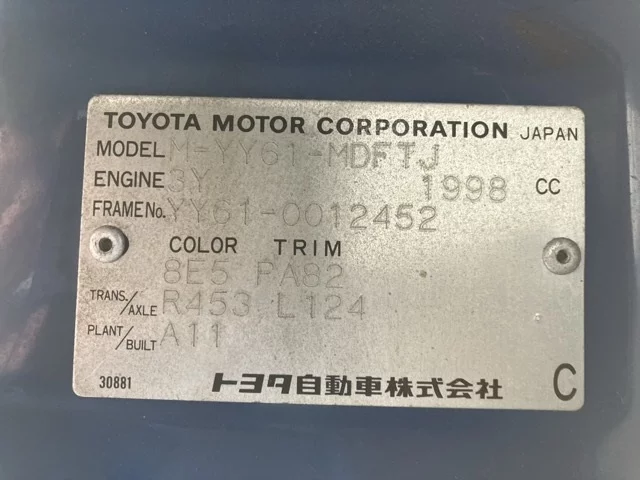 TOYOTA MOTOR CORPORATION JAPAN
MODEL M-YY61-MDFTJ
ENGINE 3Y 1998 CC
FRAME No. YY61-0012452
COLOR TRIM
8E5 PA82
TRANS./AXLE R453 L124
PLANT/BUILT A11
30881 トヨタ自動車株式会社 C